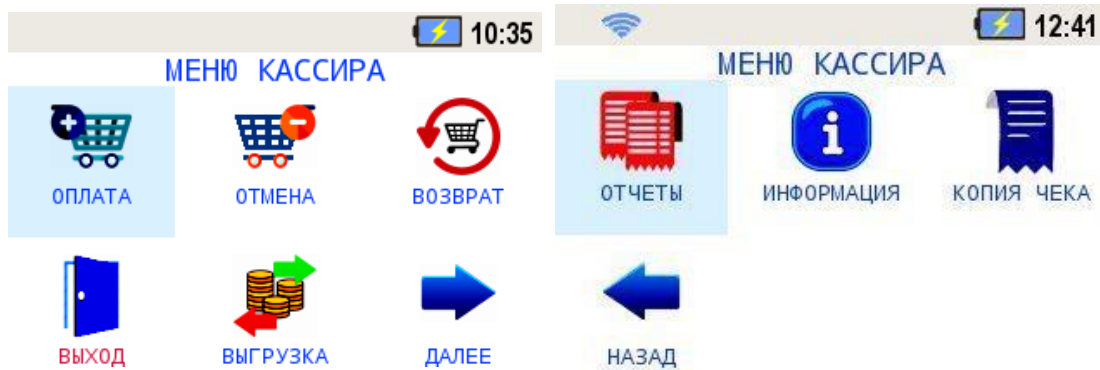 10:35
МЕНЮ КАССИРА
ОПЛАТА ОТМЕНА ВОЗВРАТ
ВЫХОД ВЫГРУЗКА ДАЛЕЕ
12:41
МЕНЮ КАССИРА
ОТЧЕТЫ ИНФОРМАЦИЯ КОПИЯ ЧЕКА
НАЗАД